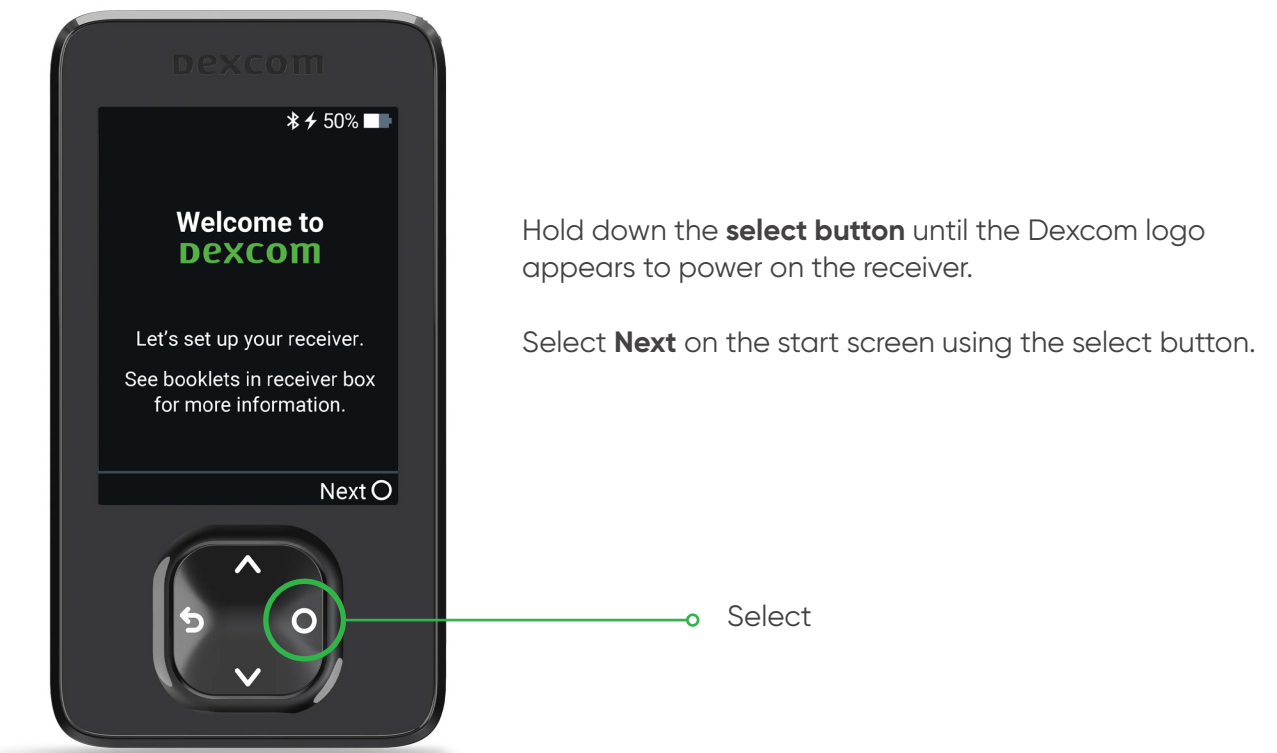 Dexcom
50%
Welcome to
Dexcom
Let's set up your receiver.
See booklets in receiver box
for more information.
Next
Hold down the select button until the Dexcom logo
appears to power on the receiver.
Select Next on the start screen using the select button.
Select